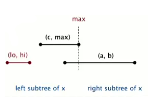 max
(c, max)
(lo, hi)
(a, b)
left subtree of x
right subtree of x